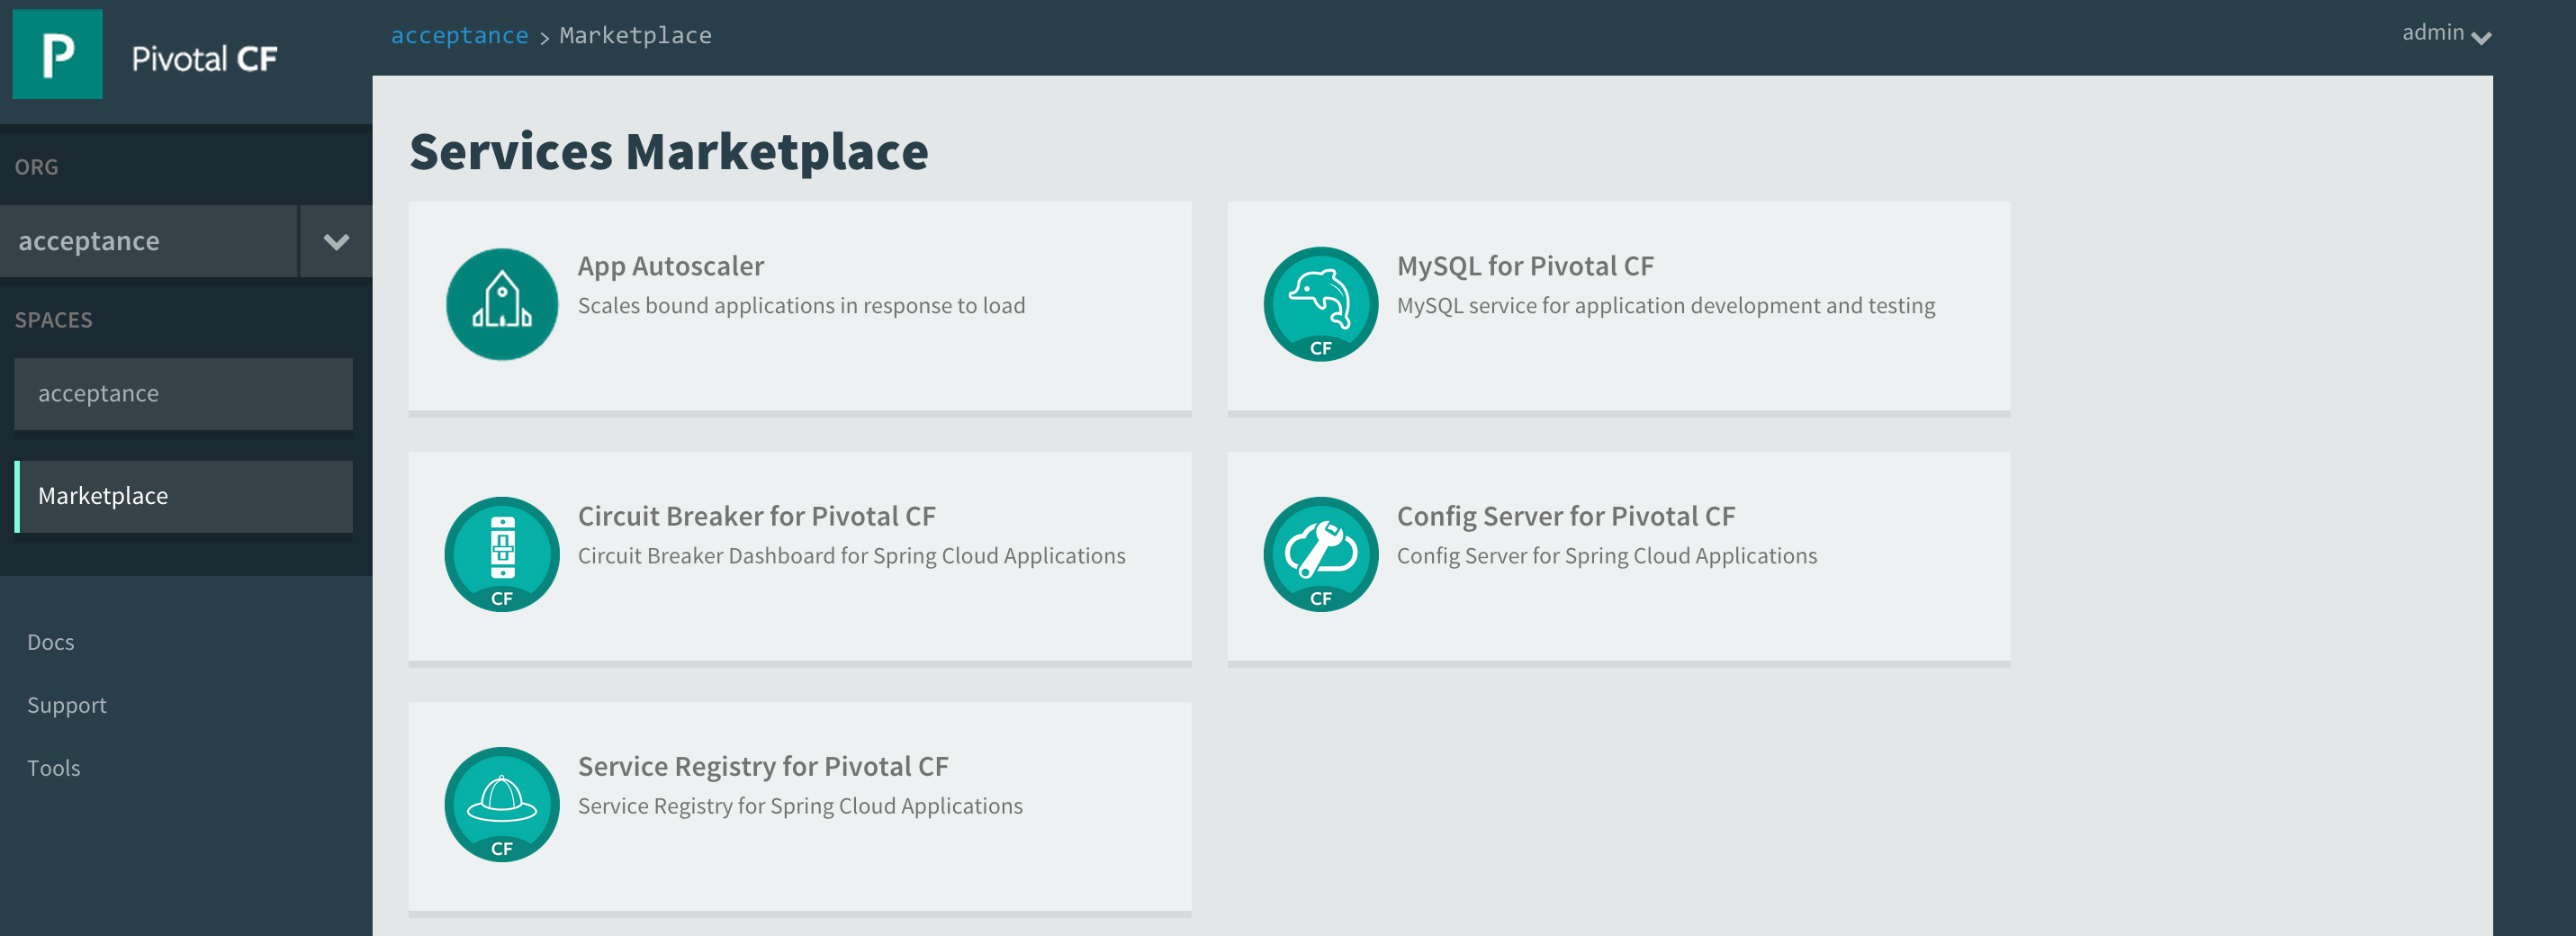 P
Pivotal CF
acceptance > Marketplace
admin
ORG
acceptance
SPACES
acceptance
Marketplace
Docs
Support
Tools
Services Marketplace
App Autoscaler
Scales bound applications in response to load
CF
MySQL for Pivotal CF
MySQL service for application development and testing
CF
Circuit Breaker for Pivotal CF
Circuit Breaker Dashboard for Spring Cloud Applications
CF
Config Server for Pivotal CF
Config Server for Spring Cloud Applications
CF
Service Registry for Pivotal CF
Service Registry for Spring Cloud Applications